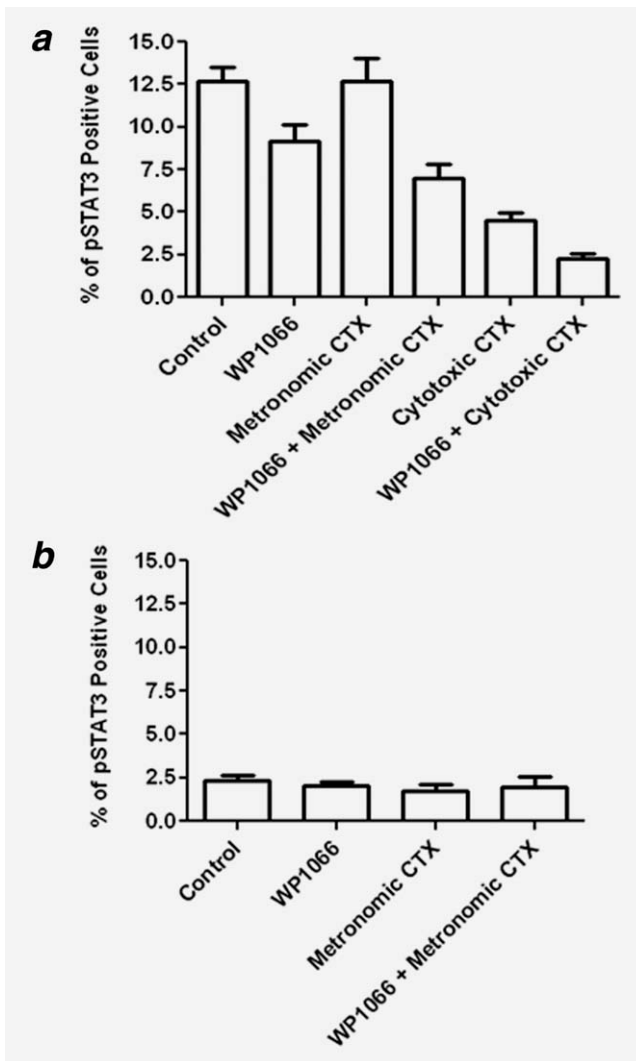 a
% of pSTAT3 Positive Cells
15.0
12.5
10.0
7.5
5.0
2.5
0.0
Control
WP1066
Metronomic CTX
WP1066 + Metronomic CTX
Cytotoxic CTX
WP1066 + Cytotoxic CTX
b
% of pSTAT3 Positive Cells
15.0
12.5
10.0
7.5
5.0
2.5
0.0
Control
WP1066
Metronomic CTX
WP1066 + Metronomic CTX